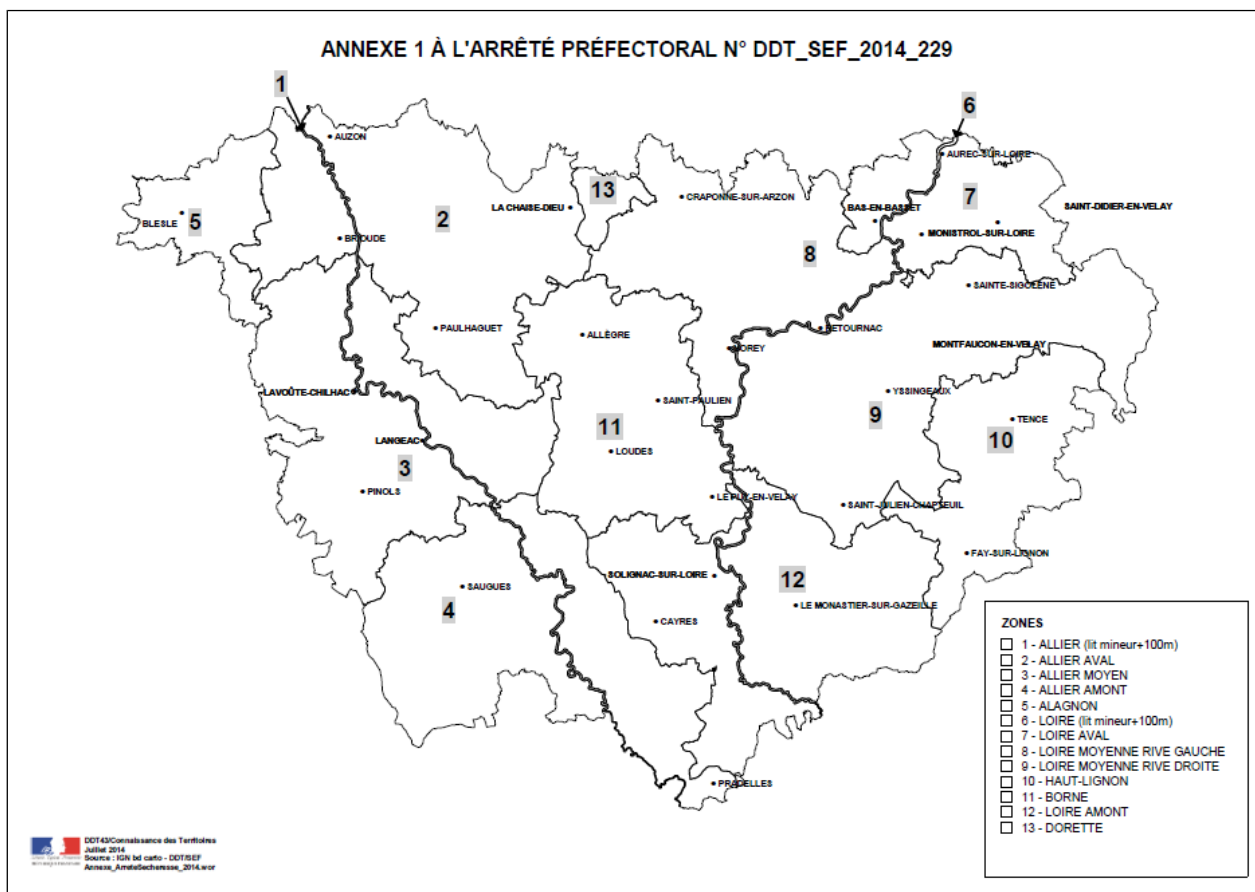 ANNEXE 1 À L'ARRÊTÉ PRÉFECTORAL N° DDT_SEF_2014_229
1
6
AUZON
AUREC-SUR-LOIRE
13
7
CRAPONNE-SUR-ARZON
LA CHAISE-DIEU
BAS-EN-BASSET
SAINT-DIDIER-EN-VELAY
2
5
BLESLE
MONISTROL-SUR-LOIRE
BRIOUDE
8
SAINTE-SIGOLÈNE
PAULHAGUET
ALLÈGRE
RETOURNAC
VOREY
MONTFAUCON-EN-VELAY
LAVOÛTE-CHILHAC
YSSINGEAUX
SAINT-PAULIEN
9
TENCE
11
10
LANGEAC
LOUDES
3
PINOLS
LE PUY-EN-VELAY
SAINT-JULIEN-CHAPTEUIL
FAY-SUR-LIGNON
SOLIGNAC-SUR-LOIRE
12
SAUGUES
4
LE MONASTIER-SUR-GAZEILLE
CAYRES
PRADELLES
ZONES
1 - ALLIER (lit mineur+100m)
2 - ALLIER AVAL
3 - ALLIER MOYEN
4 - ALLIER AMONT
5 - ALAGNON
6 - LOIRE (lit mineur+100m)
7 - LOIRE AVAL
8 - LOIRE MOYENNE RIVE GAUCHE
9 - LOIRE MOYENNE RIVE DROITE
10 - HAUT-LIGNON
11 - BORNE
12 - LOIRE AMONT
13 - DORETTE
DDT43/Connaissance des Territoires
Juillet 2014
Source : IGN bd carto - DDT/SEF
Annexe_ArreteSecheresse_2014.wor